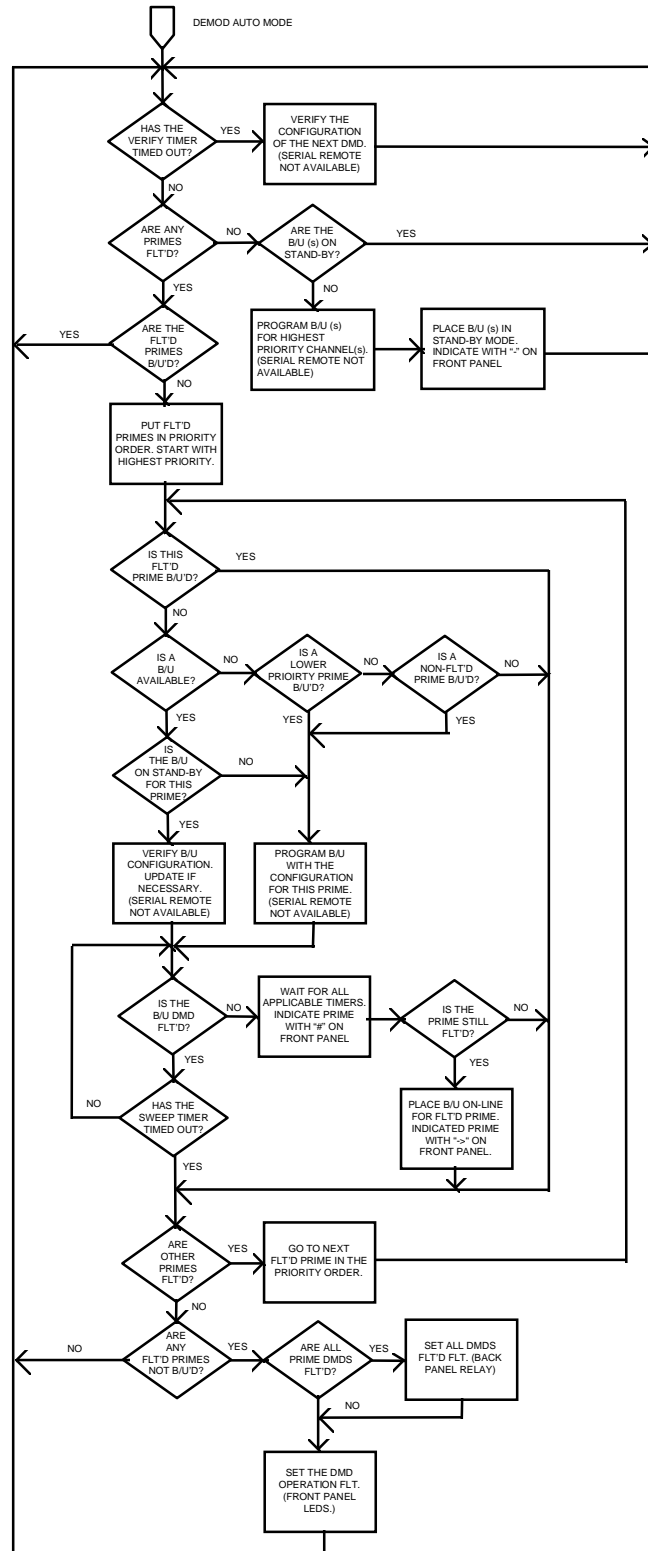 DEMOD AUTO MODE
HAS THE
VERIFY TIMER
TIMED OUT?
YES
VERIFY THE
CONFIGURATION
OF THE NEXT DMD.
(SERIAL REMOTE
NOT AVAILABLE)
NO
ARE ANY
PRIMES
FLT'D?
NO
ARE THE
B/U (s) ON
STAND-BY?
YES
YES
NO
YES
ARE THE
FLT'D
PRIMES
B/U'D?
PROGRAM B/U (s)
FOR HIGHEST
PRIORITY CHANNEL(s).
(SERIAL REMOTE NOT
AVAILABLE)
PLACE B/U (s) IN
STAND-BY MODE.
INDICATE WITH “-” ON
FRONT PANEL
NO
PUT FLT'D
PRIMES IN PRIORITY
ORDER. START WITH
HIGHEST PRIORITY.
IS THIS
FLT'D
PRIME B/U'D?
YES
NO
IS A
B/U
AVAILABLE?
NO
IS A
LOWER
PRIOIRTY PRIME
B/U'D?
NO
IS A
NON-FLT'D
PRIME B/U'D?
NO
YES
YES
YES
IS
THE B/U
ON STAND-BY
FOR THIS
PRIME?
NO
YES
VERIFY B/U
CONFIGURATION.
UPDATE IF
NECESSARY.
(SERIAL REMOTE
NOT AVAILABLE)
PROGRAM B/U
WITH THE
CONFIGURATION
FOR THIS PRIME.
(SERIAL REMOTE
NOT AVAILABLE)
IS THE
B/U DMD
FLT'D?
NO
WAIT FOR ALL
APPLICABLE TIMERS.
INDICATE PRIME
WITH “#” ON
FRONT PANEL
IS THE
PRIME STILL
FLT'D?
NO
YES
YES
NO
HAS THE
SWEEP TIMER
TIMED OUT?
PLACE B/U ON-LINE
FOR FLT'D PRIME.
INDICATED PRIME
WITH “->” ON
FRONT PANEL.
YES
ARE
OTHER
PRIMES
FLT'D?
YES
GO TO NEXT
FLT'D PRIME IN THE
PRIORITY ORDER.
NO
NO
ARE
ANY
FLT'D PRIMES
NOT B/U'D?
YES
ARE ALL
PRIME DMDS
FLT'D?
YES
SET ALL DMDS
FLT'D FLT. (BACK
PANEL RELAY)
NO
SET THE DMD
OPERATION FLT.
(FRONT PANEL
LEDS.)